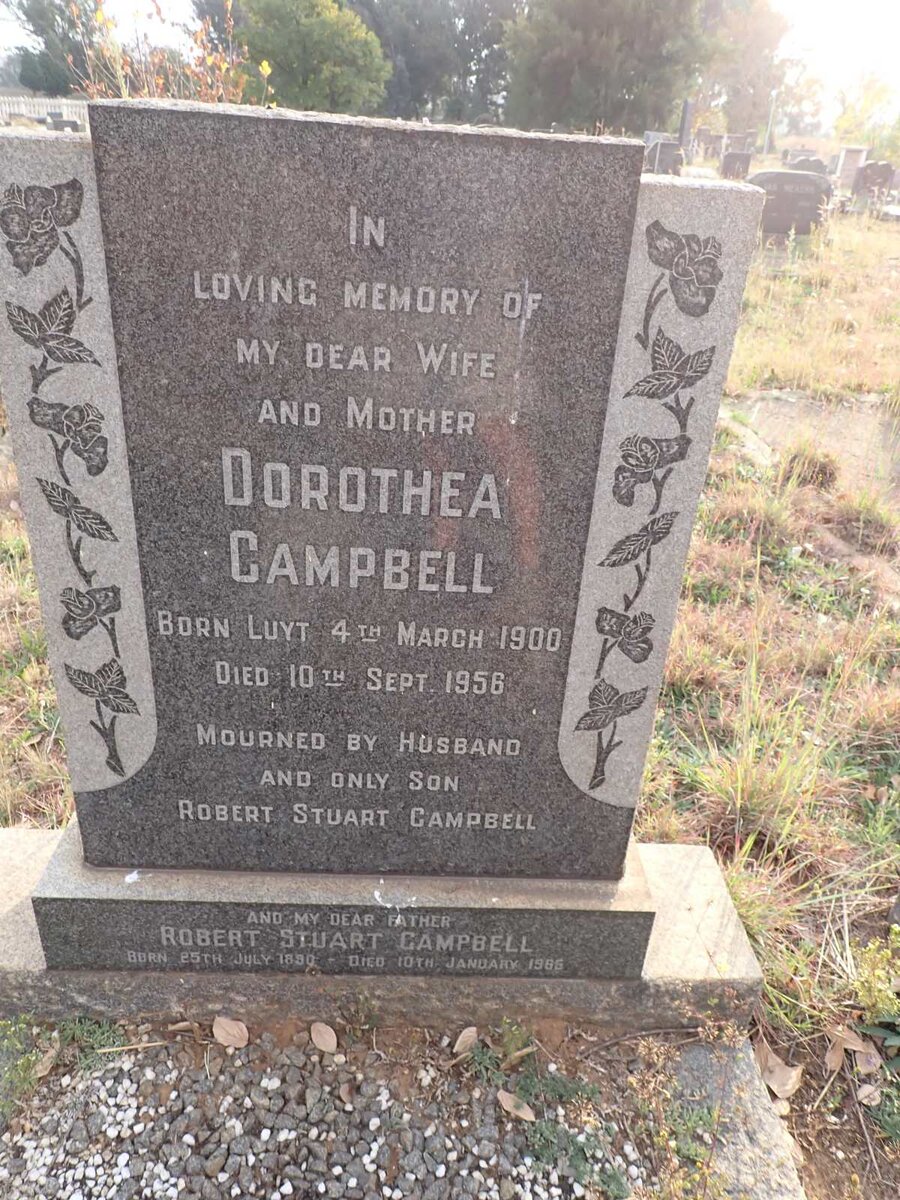 IN
LOVING MEMORY OF
MY DEAR WIFE
AND MOTHER
DOROTHEA
CAMPBELL
BORN LUYT 4TH MARCH 1900
DIED 10TH SEPT. 1956
MOURNED BY HUSBAND
AND ONLY SON
ROBERT STUART CAMPBELL
AND MY DEAR FATHER
ROBERT STUART CAMPBELL
BORN 25TH JULY 1890 - DIED 10TH JANUARY